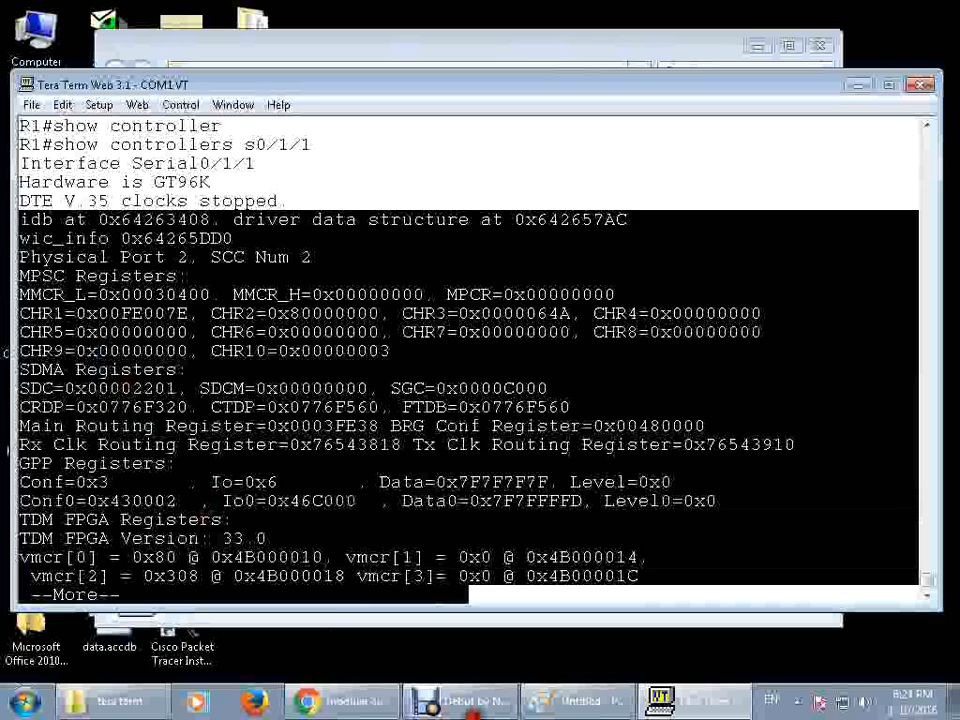 Computer
Tera Term Web 3.1 - COM1 VT
File Edit Setup Web Control Window Help
R1#show controller
R1#show controllers s0/1/1
Interface Serial0/1/1
Hardware is GT96K
DTE V.35 clocks stopped.
idb at 0x64263408, driver data structure at 0x642657AC
wic_info 0x64265DD0
Physical Port 2, SCC Num 2
MPSC Registers:
MMCR_L=0x00030400, MMCR_H=0x00000000, MPCR=0x00000000
CHR1=0x00FE007E, CHR2=0x80000000, CHR3=0x0000064A, CHR4=0x00000000
CHR5=0x00000000, CHR6=0x00000000, CHR7=0x00000000, CHR8=0x00000000
CHR9=0x00000000, CHR10=0x00000003
SDMA Registers:
SDC=0x00002201, SDCM=0x00000000, SGC=0x0000C000
CRDP=0x0776F320, CTDP=0x0776F560, FTDB=0x0776F560
Main Routing Register=0x0003FE38 BRG Conf Register=0x00480000
Rx Clk Routing Register=0x76543818 Tx Clk Routing Register=0x76543910
GPP Registers:
Conf=0x3 , Io=0x6 , Data=0x7F7F7F7F, Level=0x0
Conf0=0x430002 , Io0=0x46C000 , Data0=0x7F7FFFFD, Level0=0x0
TDM FPGA Registers:
TDM FPGA Version: 33.0
vmcr[0] = 0x80 @ 0x4B000010, vmcr[1] = 0x0 @ 0x4B000014,
vmcr[2] = 0x308 @ 0x4B000018 vmcr[3]= 0x0 @ 0x4B00001C
--More--
Microsoft Office 2010...
data.accdb
Cisco Packet Tracer Inst...
tera term
Debut by N...
Untitled - P...
EN
8:24 PM